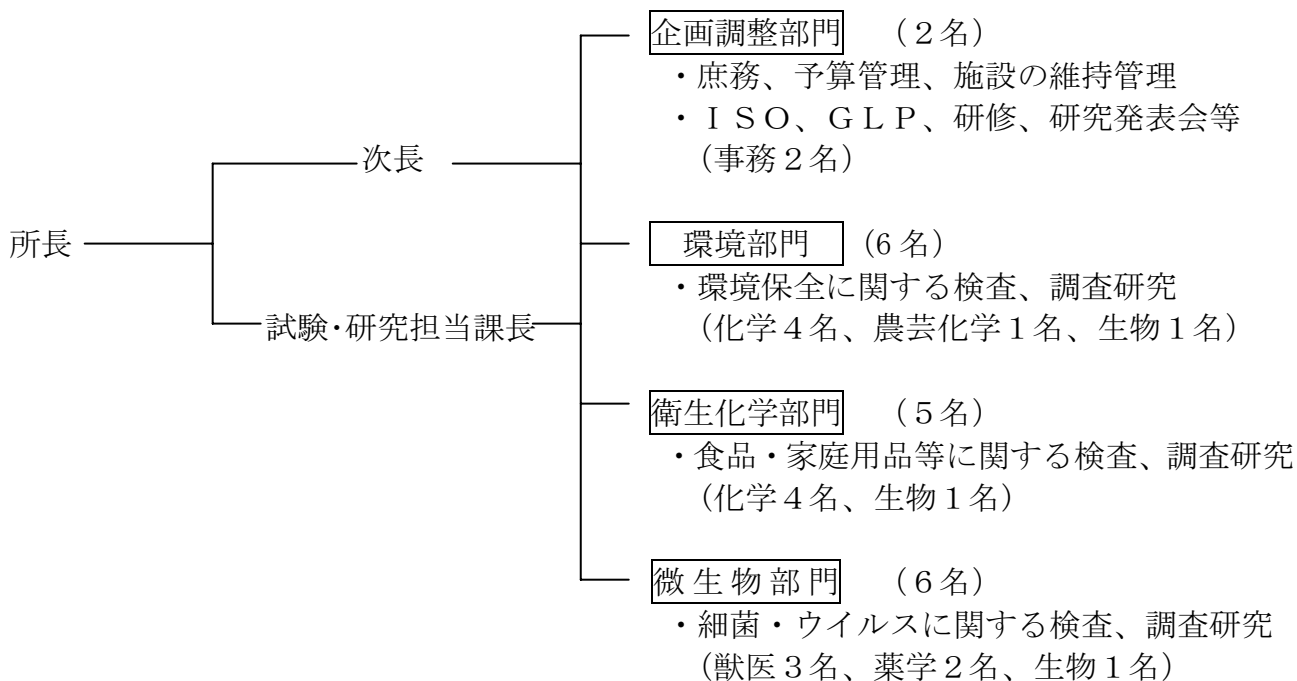 所長
次長
試験・研究担当課長
企画調整部門 （２名）
・庶務、予算管理、施設の維持管理
・ＩＳＯ、ＧＬＰ、研修、研究発表会等
（事務２名）
環境部門 （6 名）
・環境保全に関する検査、調査研究
（化学４名、農芸化学１名、生物１名）
衛生化学部門 （５名）
・食品・家庭用品等に関する検査、調査研究
（化学４名、生物１名）
微生物部門 （６名）
・細菌・ウイルスに関する検査、調査研究
（獣医３名、薬学２名、生物１名）